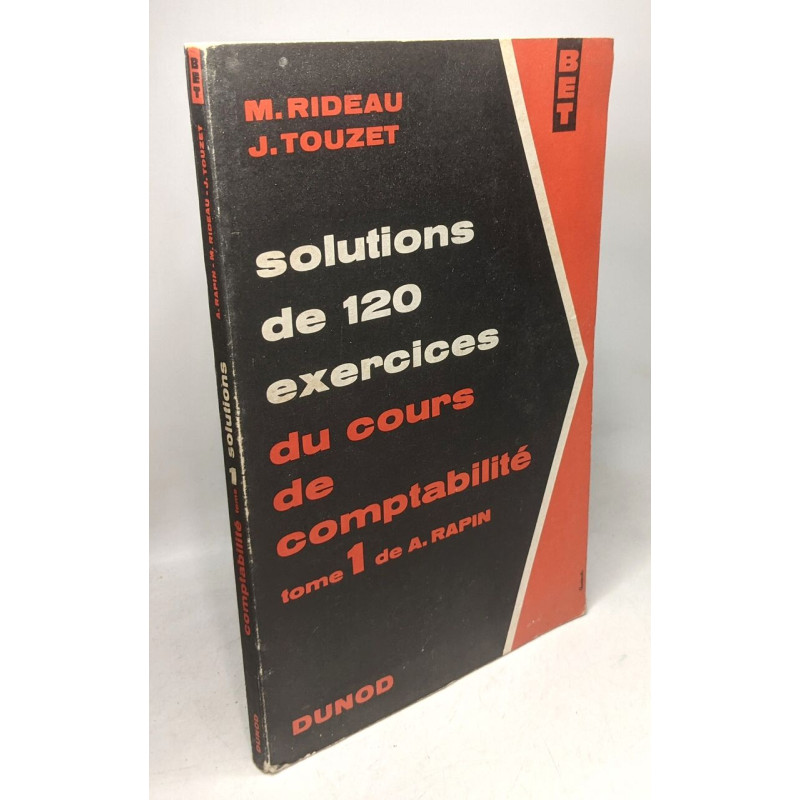 M. RIDEAU
J. TOUZET
BET
solutions
de 120
exercices
du cours
de
comptabilité
tome 1 de A. RAPIN
DUNOD
BET
A. RAPIN - M. RIDEAU - J. TOUZET
comptabilité tome 1 solutions
DUNOD